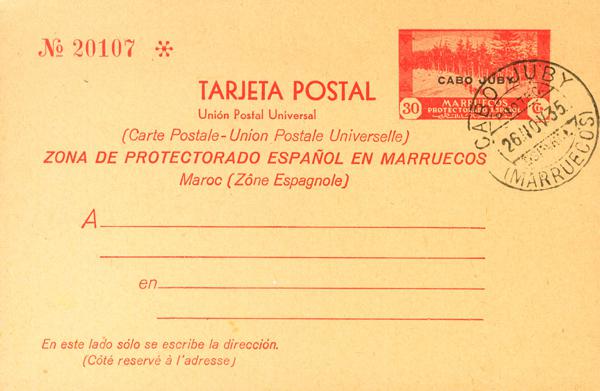 Nº 20107 *
CABO JUBY
30 MARRUECOS Cts
PROTECTORADO ESPAÑOL
CABO JUBY
26 NOV 35
(MARRUECOS)
TARJETA POSTAL
Unión Postal Universal
(Carte Postale-Union Postale Universelle)
ZONA DE PROTECTORADO ESPAÑOL EN MARRUECOS
Maroc (Zône Espagnole)
A
en
En este lado sólo se escribe la dirección.
(Côté reservé à l'adresse)